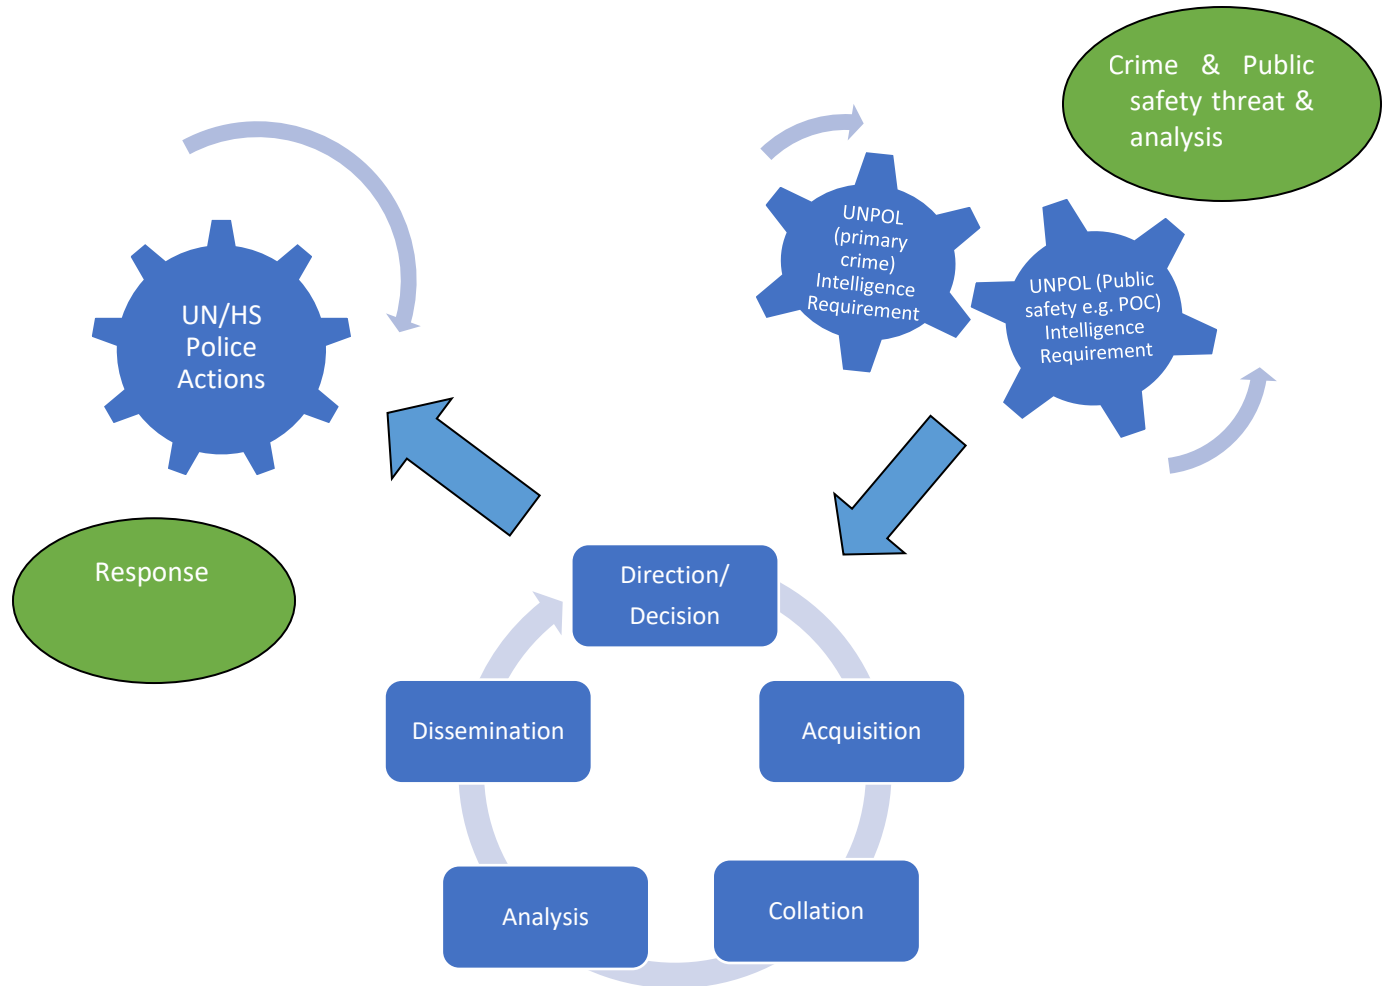 Crime & Public
safety threat &
analysis
UNPOL
(primary
crime)
Intelligence
Requirement
UNPOL (Public
safety e.g. POC)
Intelligence
Requirement
UN/HS
Police
Actions
Response
Direction/
Decision
Dissemination
Acquisition
Analysis
Collation